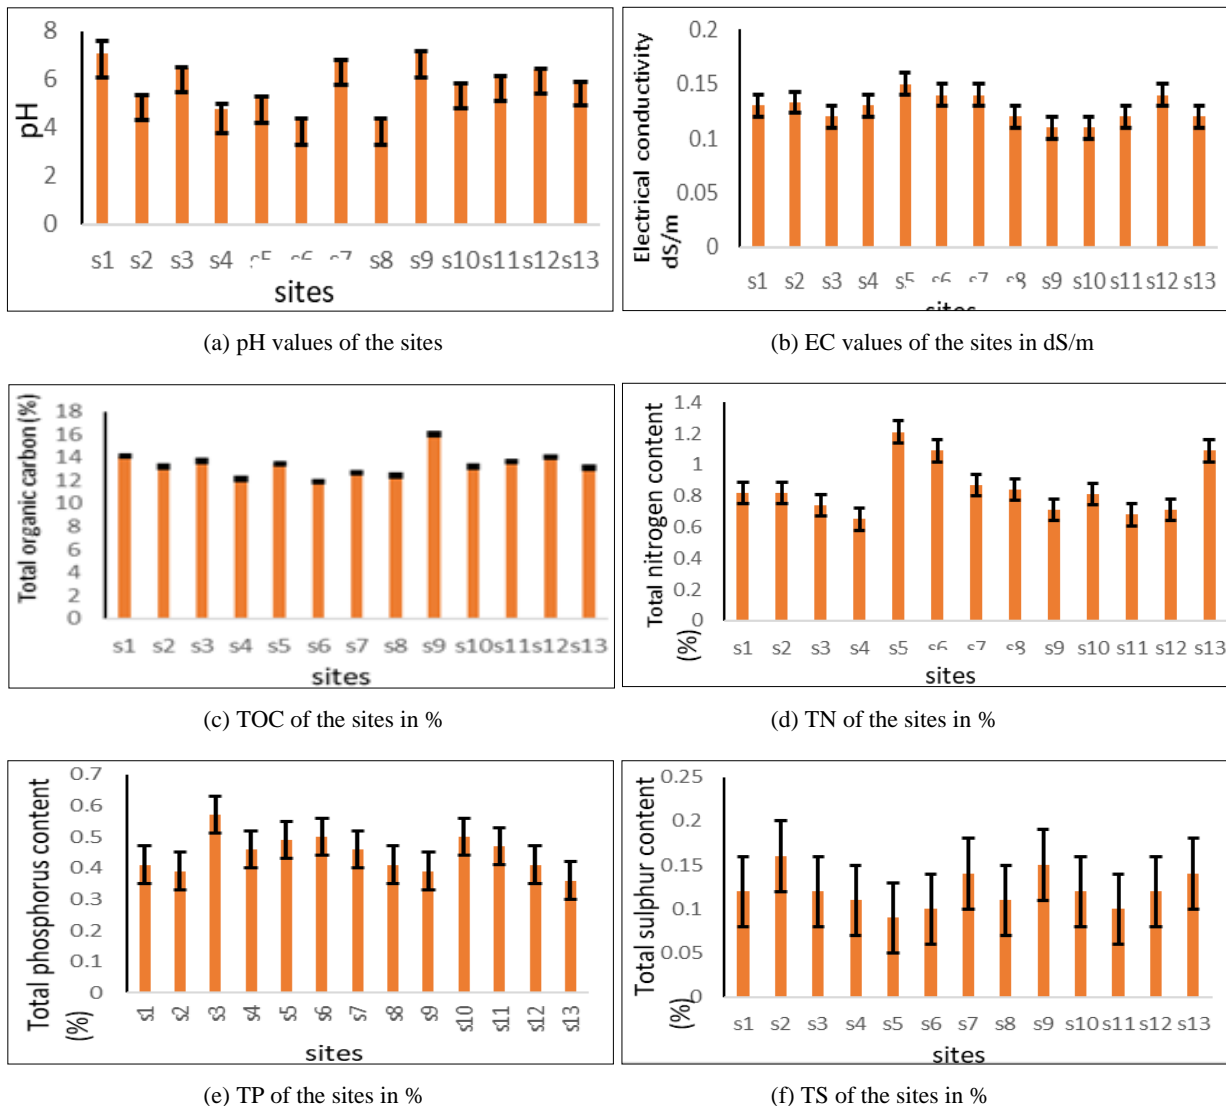 8
6
4
2
0
pH
s1 s2 s3 s4 s8 s9 s10 s11 s12 s13
sites
(a) pH values of the sites
0.2
0.15
0.1
0.05
0
Electrical conductivity
dS/m
s1 s2 s3 s4 s9 s10 s11 s12 s13
(b) EC values of the sites in dS/m
18
16
14
12
10
8
6
4
2
0
Total organic carbon (%)
s1 s2 s3 s4 s5 s6 s7 s8 s9 s10 s11 s12 s13
sites
(c) TOC of the sites in %
1.4
1.2
1
0.8
0.6
0.4
0.2
0
Total nitrogen content
(%)
s1 s2 s3 s4 s5 s8 s9 s10 s11 s12 s13
sites
(d) TN of the sites in %
0.7
0.6
0.5
0.4
0.3
0.2
0.1
0
Total phosphorus content
(%)
s1 s2 s3 s4 s5 s6 s7 s8 s9 s10 s11 s12 s13
sites
(e) TP of the sites in %
0.25
0.2
0.15
0.1
0.05
0
Total sulphur content
(%)
s1 s2 s3 s4 s5 s6 s7 s8 s9 s10 s11 s12 s13
sites
(f) TS of the sites in %